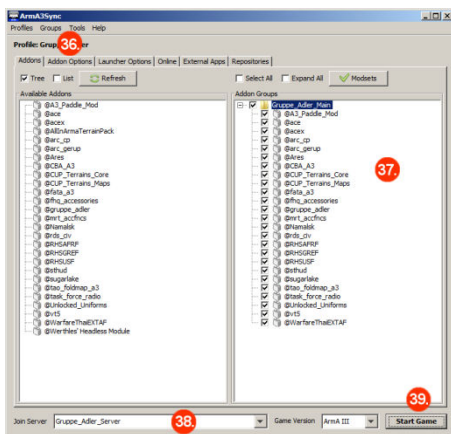 ArmA3Sync
Profiles Groups Tools Help
36.
Profile: Grup er
Addons Addon Options Launcher Options Online External Apps Repositories
Tree List Refresh Select All Expand All Modsets
Available Addons
@A3_Paddle_Mod
@ace
@acex
@AllInArmaTerrainPack
@arc_cp
@arc_gerup
@Ares
@CBA_A3
@CUP_Terrains_Core
@CUP_Terrains_Maps
@fata_a3
@fhq_accessories
@gruppe_adler
@mrt_accfncs
@Namalsk
@rds_civ
@RHSAFRF
@RHSGREF
@RHSUSF
@sthud
@sugarlake
@tao_foldmap_a3
@task_force_radio
@Unlocked_Uniforms
@vt5
@WarfareThaiEXTAF
@Werthles' Headless Module
Addon Groups
Gruppe_Adler_Main
@A3_Paddle_Mod
@ace
@acex
@AllInArmaTerrainPack
@arc_cp
@arc_gerup
@Ares
@CBA_A3
@CUP_Terrains_Core
@CUP_Terrains_Maps
@fata_a3
@fhq_accessories
@gruppe_adler
@mrt_accfncs
@Namalsk
@rds_civ
@RHSAFRF
@RHSGREF
@RHSUSF
@sthud
@sugarlake
@tao_foldmap_a3
@task_force_radio
@Unlocked_Uniforms
@vt5
@WarfareThaiEXTAF
37.
39.
Join Server Gruppe_Adler_Server 38. Game Version ArmA III Start Game